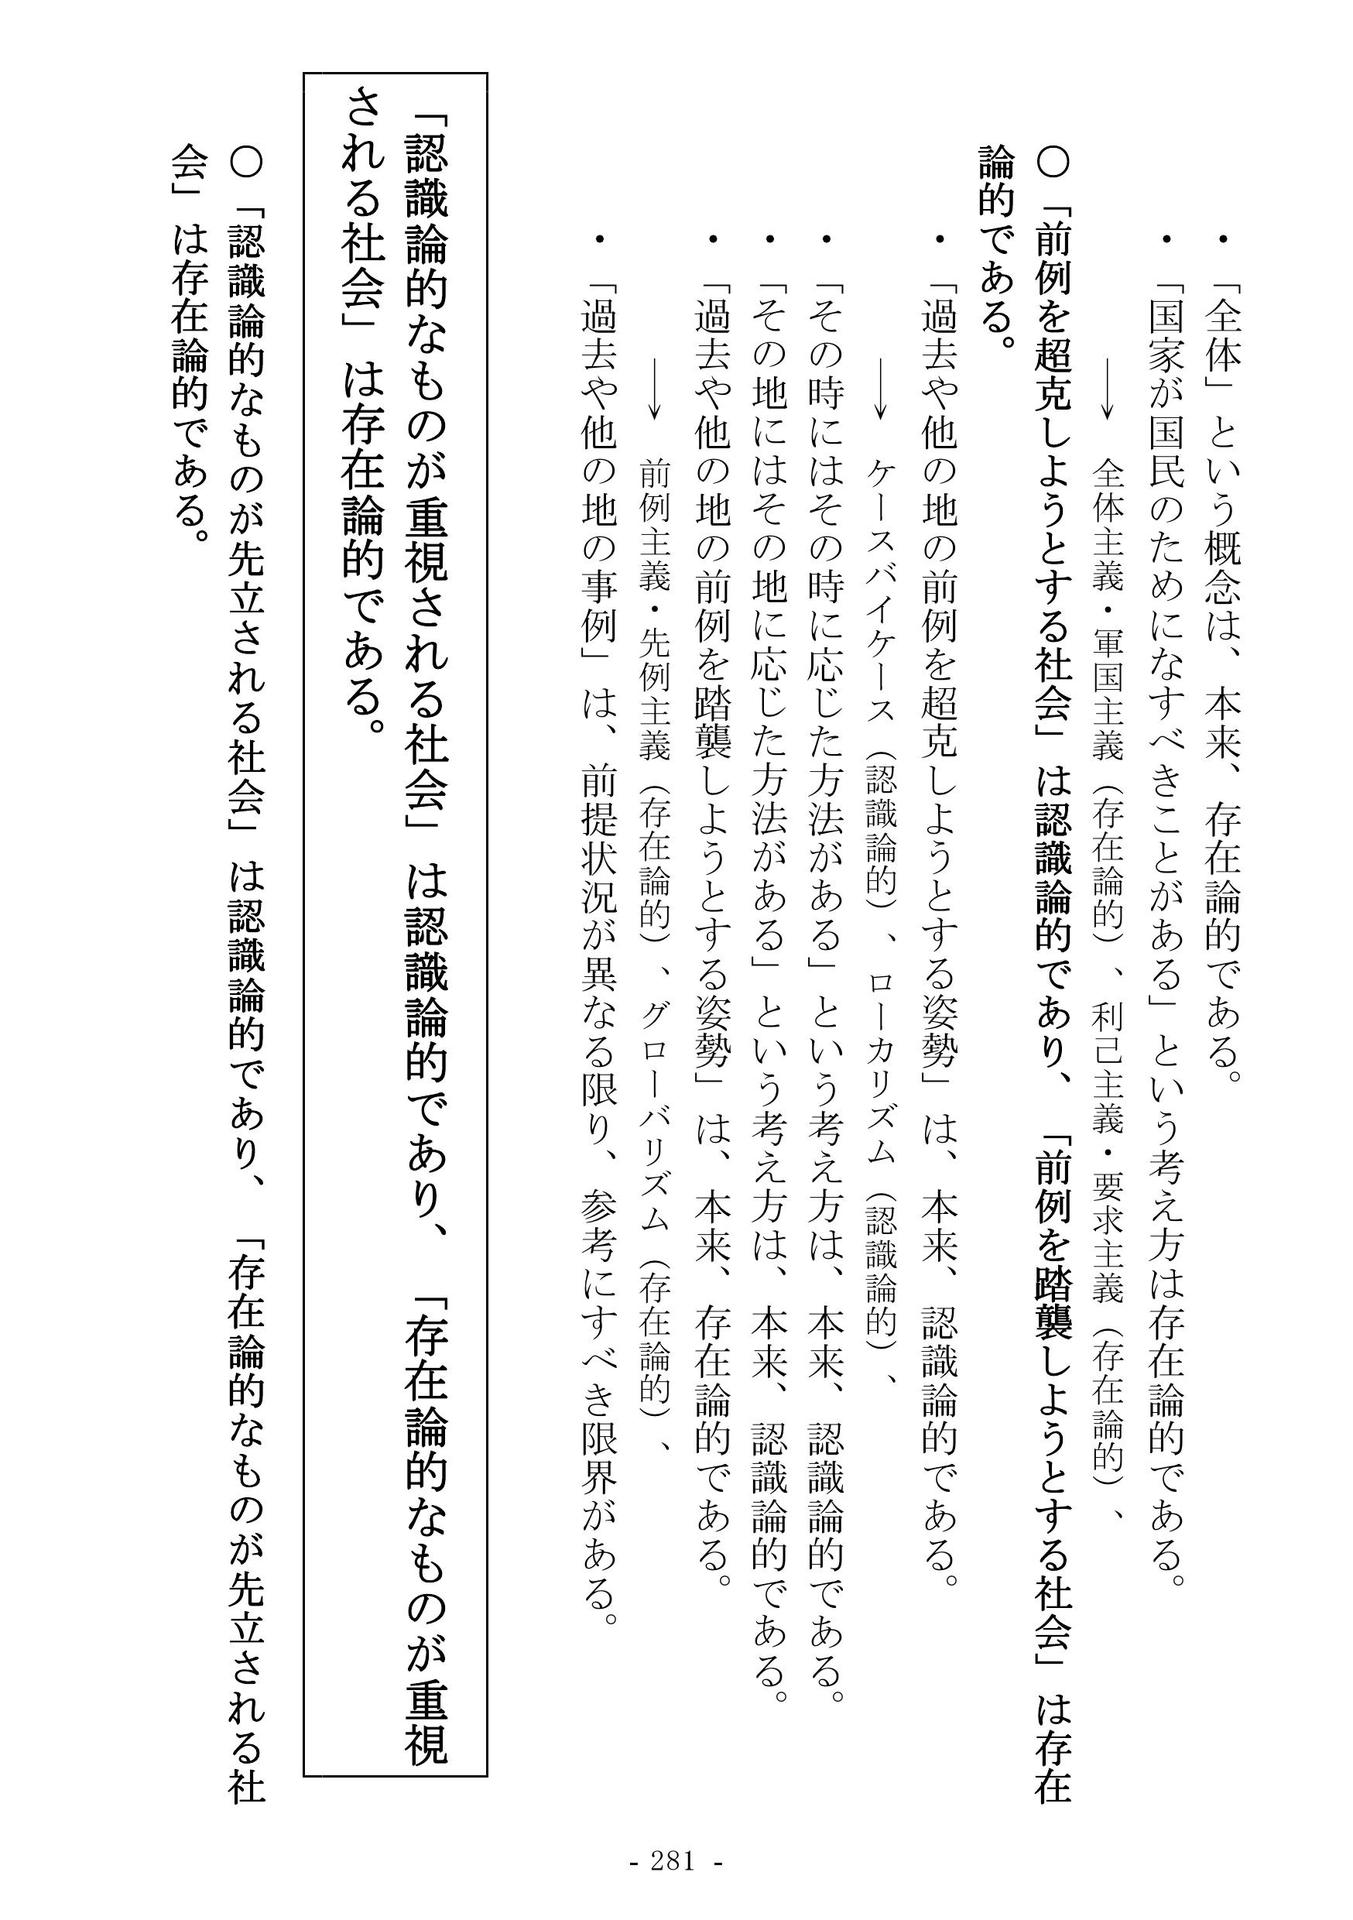 ・「全体」という概念は、本来、存在論的である。
・「国家が国民のためになすべきことがある」という考え方は存在論的である。
→ 全体主義・軍国主義（存在論的）、利己主義・要求主義（存在論的）、
〇「前例を超克しようとする社会」は認識論的であり、「前例を踏襲しようとする社会」は存在
論的である。
・「過去や他の地の前例を超克しようとする姿勢」は、本来、認識論的である。
→ ケースバイケース（認識論的）、ローカリズム（認識論的）、
・「その時にはその時に応じた方法がある」という考え方は、本来、認識論的である。
・「その地にはその地に応じた方法がある」という考え方は、本来、認識論的である。
・「過去や他の地の前例を踏襲しようとする姿勢」は、本来、存在論的である。
→ 前例主義・先例主義（存在論的）、グローバリズム（存在論的）、
・「過去や他の地の事例」は、前提状況が異なる限り、参考にすべき限界がある。
「認識論的なものが重視される社会」は認識論的であり、「存在論的なものが重視
される社会」は存在論的である。
〇「認識論的なものが先立される社会」は認識論的であり、「存在論的なものが先立される社
会」は存在論的である。
- 281 -